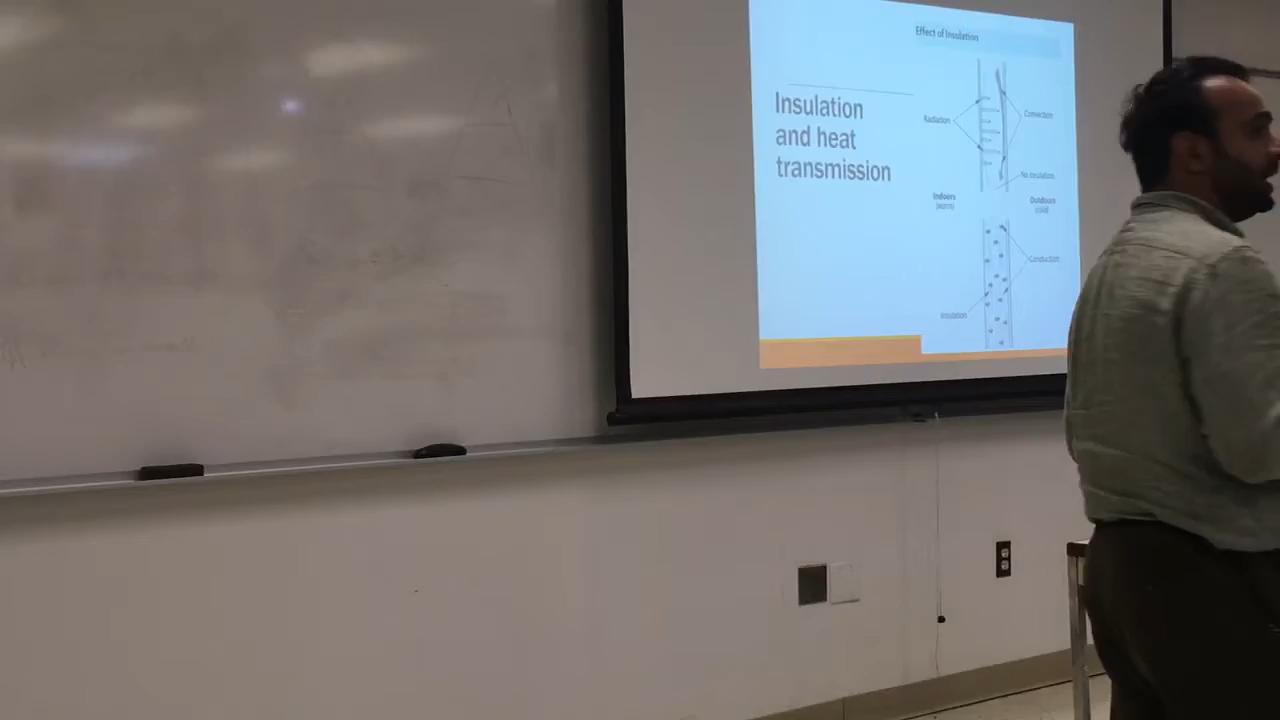 Effect of Insulation
Insulation
and heat
transmission
Radiation
Convection
No insulation
Indoors
(warm)
Outdoors
(cold)
Conduction
Insulation